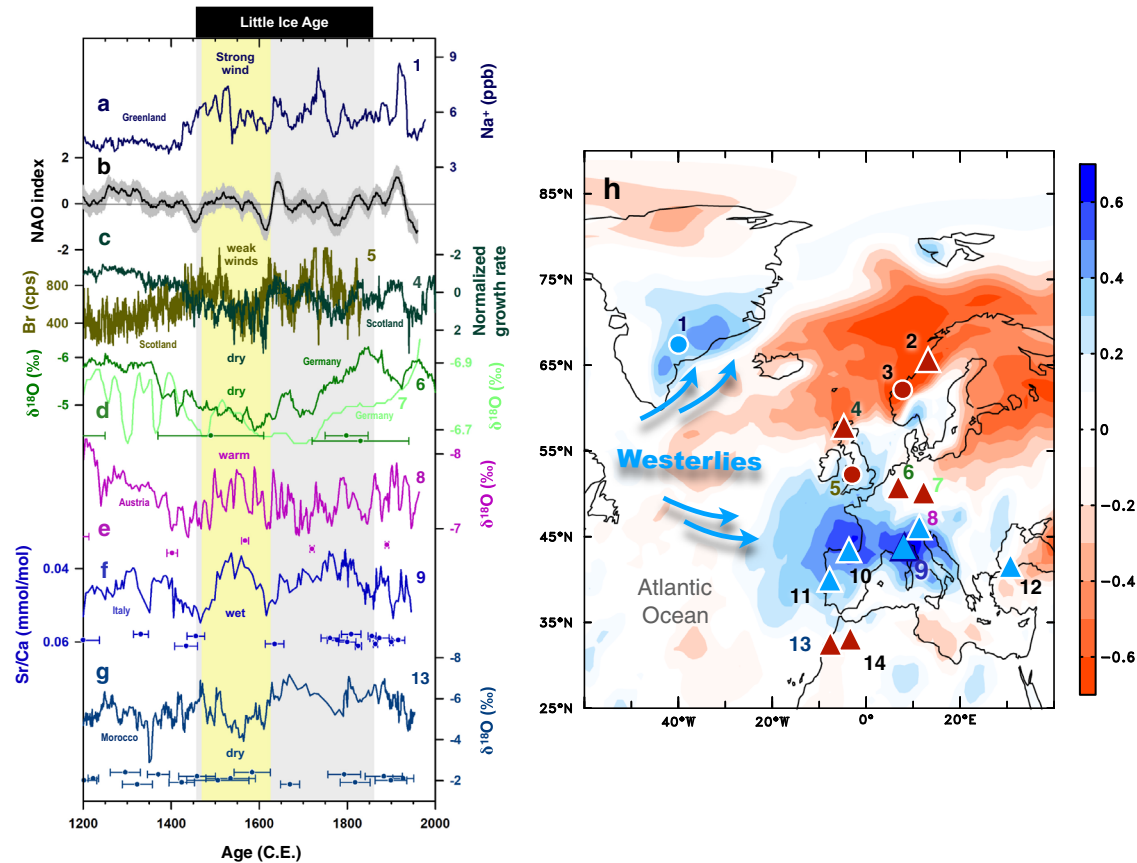 Little Ice Age
Strong
wind
1
a
Greenland
9
6
3
Na⁺ (ppb)
b
2
0
-2
NAO index
c
weak
winds
5
4
800
400
Br (cps)
Scotland
Scotland
-2
0
2
Normalized
growth rate
-6
-5
δ¹⁸O (‰)
dry
dry
Germany
6
7
Germany
-6.9
-6.7
δ¹⁸O (‰)
d
warm
Austria
8
-8
-7
δ¹⁸O (‰)
e
f
0.04
0.06
Sr/Ca (mmol/mol)
Italy
wet
9
g
Morocco
dry
13
-8
-6
-4
-2
δ¹⁸O (‰)
1200 1400 1600 1800 2000
Age (C.E.)
h
85°N
75°N
65°N
55°N
45°N
35°N
25°N
40°W 20°W 0° 20°E
1
2
3
4
5
6
7
8
9
10
11
12
13
14
Westerlies
Atlantic
Ocean
0.6
0.4
0.2
0
−0.2
−0.4
−0.6